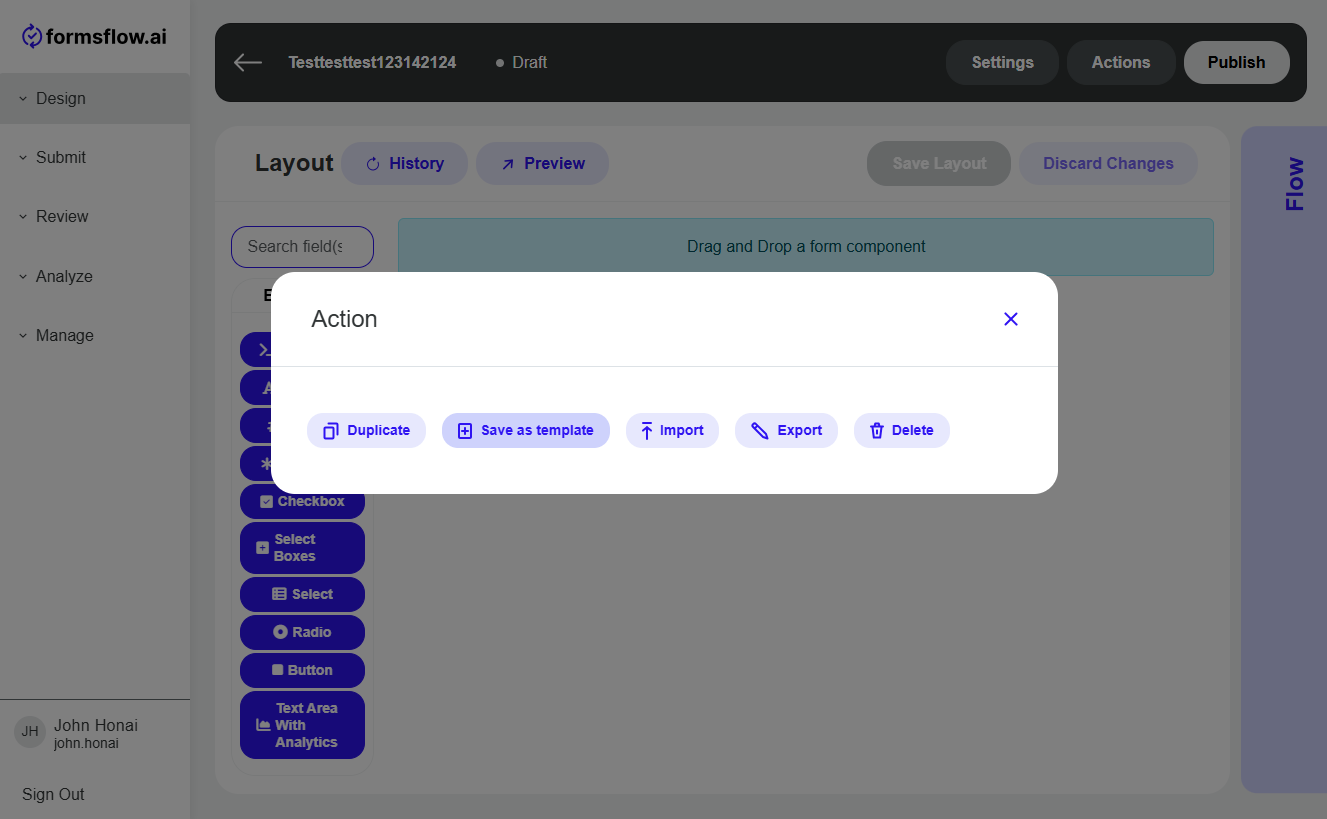 formsflow.ai
Testtesttest123142124
Draft
Settings
Actions
Publish
Design
Submit
Review
Analyze
Manage
Layout
History
Preview
Save Layout
Discard Changes
Flow
Search field(s
Drag and Drop a form component
Action
Duplicate
Save as template
Import
Export
Delete
Checkbox
Select
Boxes
Select
Radio
Button
Text Area
With
Analytics
JH
John Honai
john.honai
Sign Out